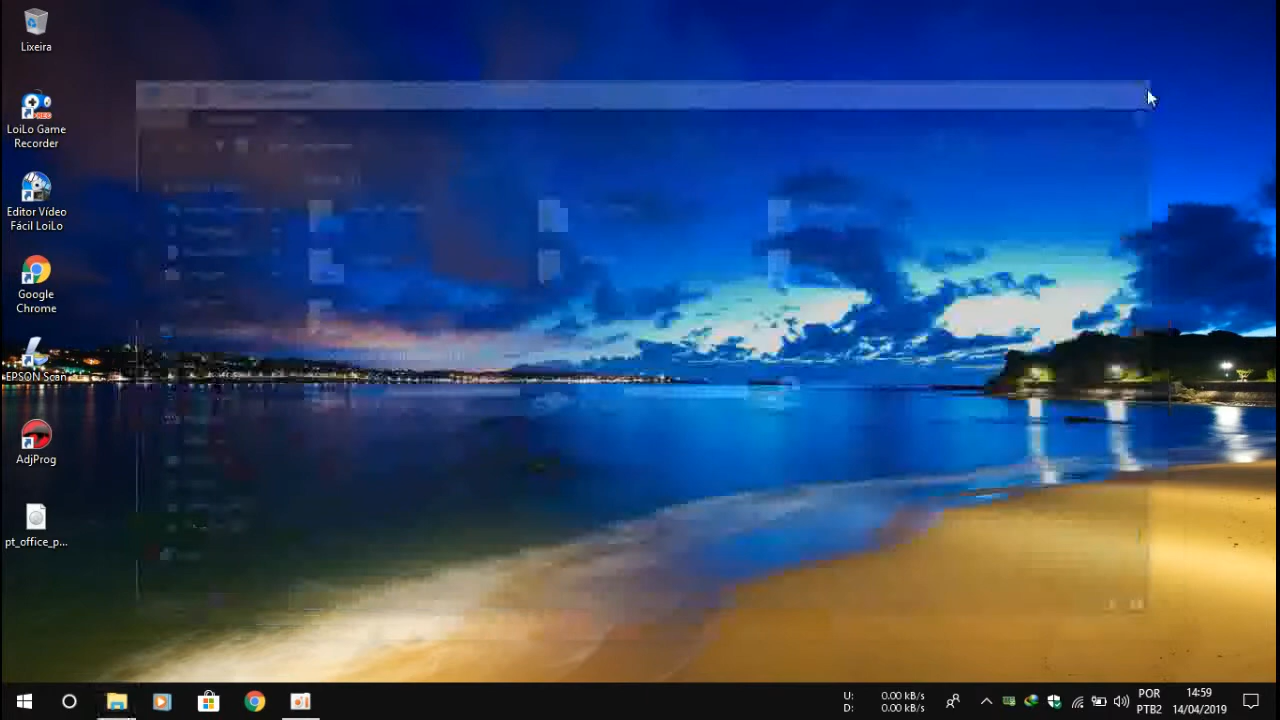 Lixeira
LoiLo Game
Recorder
Editor Vídeo
Fácil LoiLo
Google
Chrome
EPSON Scan
AdjProg
pt_office_p...
U: 0.00 kB/s
D: 0.00 kB/s
POR
PTB2
14:59
14/04/2019